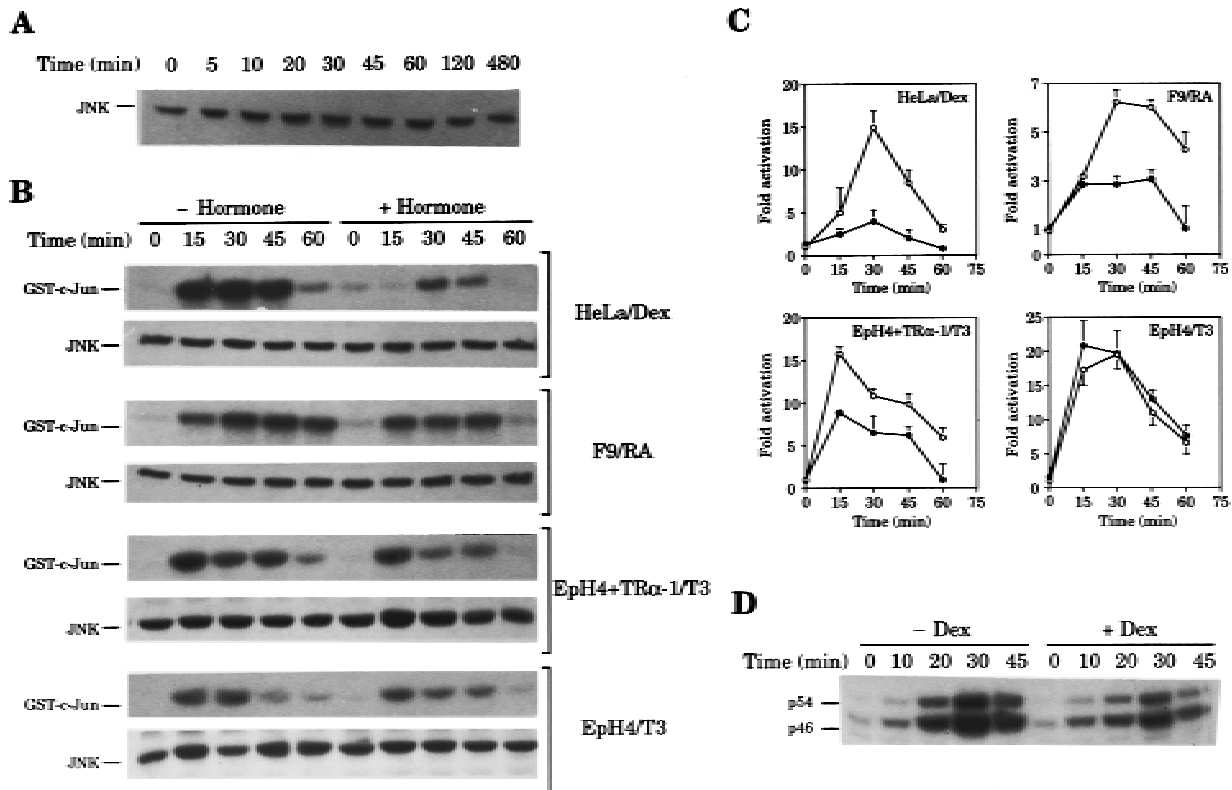 A
Time (min) 0 5 10 20 30 45 60 120 480
JNK
B
− Hormone + Hormone
Time (min) 0 15 30 45 60 0 15 30 45 60
GST-c-Jun
JNK
HeLa/Dex
GST-c-Jun
JNK
F9/RA
GST-c-Jun
JNK
EpH4+TRα-1/T3
GST-c-Jun
JNK
EpH4/T3
C
HeLa/Dex
Fold activation
20
15
10
5
0
0 15 30 45 60 75
Time (min)
F9/RA
Fold activation
7
5
3
1
0
0 15 30 45 60 75
Time (min)
EpH4+TRα-1/T3
Fold activation
20
15
10
5
0
0 15 30 45 60 75
Time (min)
EpH4/T3
Fold activation
25
20
15
10
5
0
0 15 30 45 60 75
Time (min)
D
− Dex + Dex
Time (min) 0 10 20 30 45 0 10 20 30 45
p54
p46